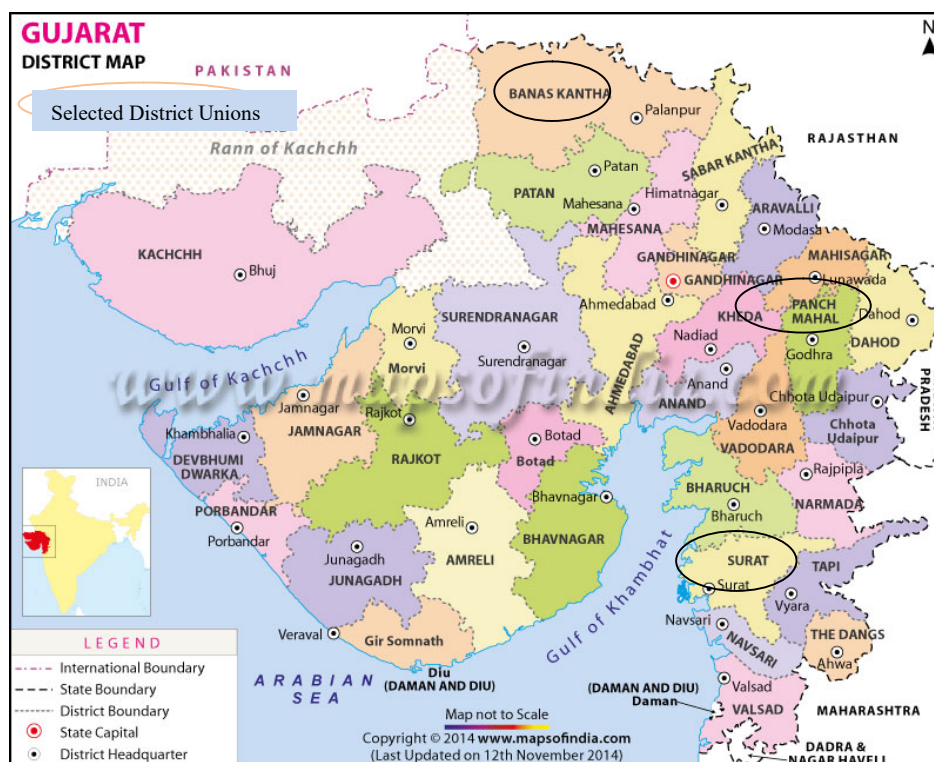 GUJARAT
DISTRICT MAP
N
PAKISTAN
Selected District Unions
Rann of Kachchh
BANAS KANTHA
Palanpur
RAJASTHAN
SABAR KANTHA
Patan
PATAN
Himatnagar
Mahesana
MAHESANA
ARAVALLI
Modasa
KACHCHH
Bhuj
GANDHINAGAR
GANDHINAGAR
MAHISAGAR
Lunawada
Ahmedabad
KHEDA
PANCH
MAHAL
Dahod
DAHOD
SURENDRANAGAR
Morvi
Morvi
Surendranagar
Nadiad
Godhra
Gulf of Kachchh
www.mapsofindia.com
AHMEDABAD
Anand
ANAND
Chhota Udaipur
PRADESH
Jamnagar
JAMNAGAR
Rajkot
RAJKOT
Vadodara
VADODARA
Chhota
Udaipur
Khambhalia
DEVBHUMI
DWARKA
Botad
Botad
Rajpipla
NARMADA
INDIA
PORBANDAR
Porbandar
Bhavnagar
BHAVNAGAR
BHARUCH
Bharuch
Amreli
AMRELI
Junagadh
JUNAGADH
Gulf of Khambhat
SURAT
Surat
TAPI
Vyara
Navsari
NAVSARI
THE DANGS
Ahwa
Veraval
Gir Somnath
LEGEND
International Boundary
State Boundary
District Boundary
State Capital
District Headquarter
ARABIAN
SEA
Diu
(DAMAN AND DIU)
(DAMAN AND DIU)
Daman
Valsad
VALSAD
MAHARASHTRA
Map not to Scale
Copyright © 2014 www.mapsofindia.com
(Last Updated on 12th November 2014)
DADRA &
NAGAR HAVELI